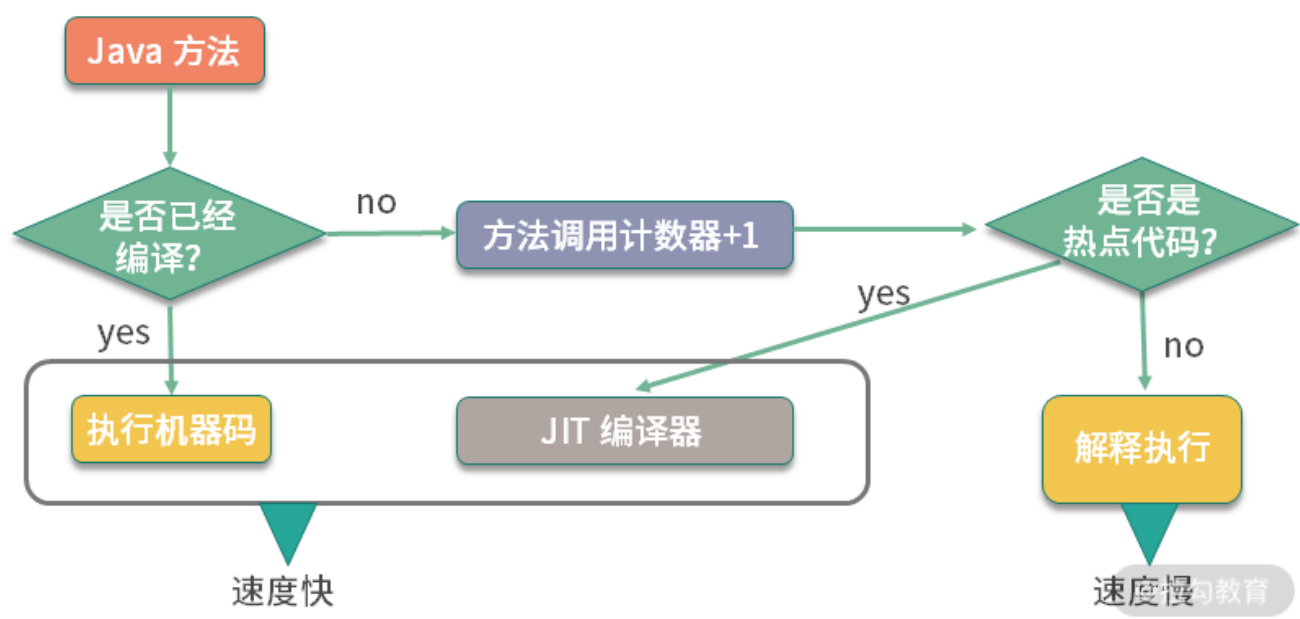 Java 方法
是否已经
编译?
no
方法调用计数器+1
是否是
热点代码?
yes
yes
no
执行机器码
JIT 编译器
解释执行
速度快
速度慢
@拉勾教育